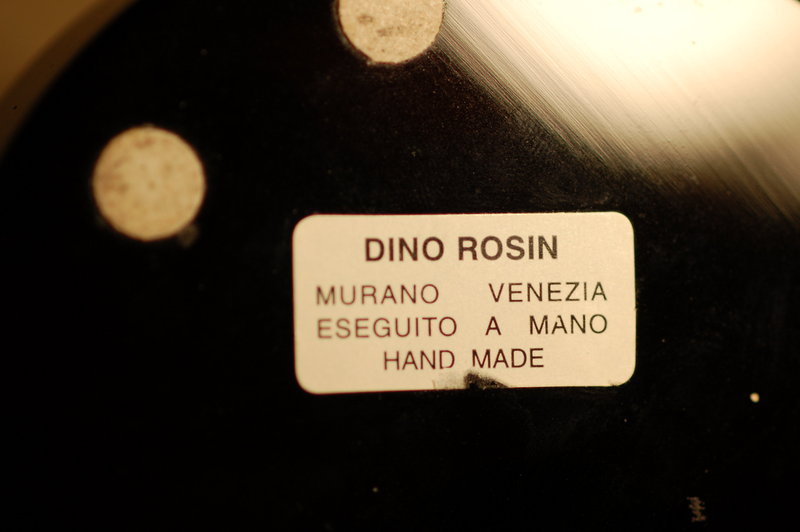 DINO ROSIN
MURANO VENEZIA
ESEGUITO A MANO
HAND MADE